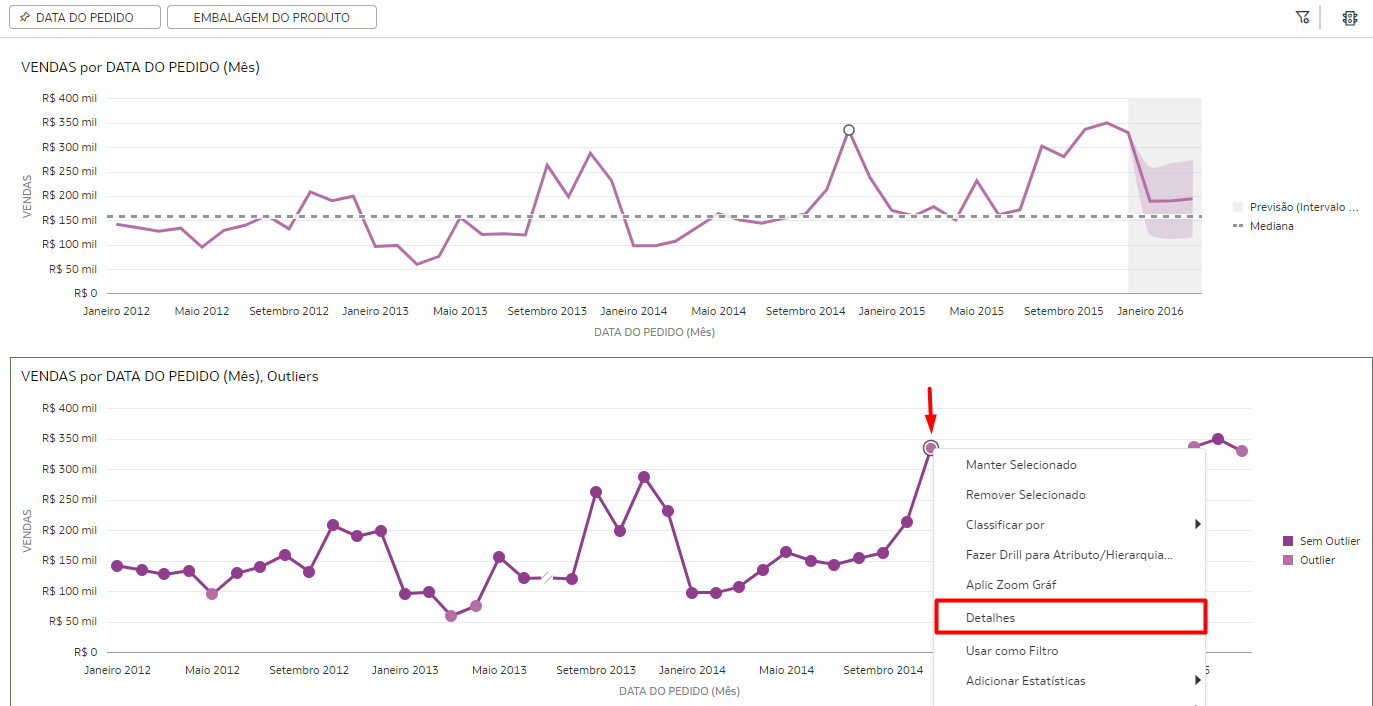 DATA DO PEDIDO
EMBALAGEM DO PRODUTO
VENDAS por DATA DO PEDIDO (Mês)
R$ 400 mil
R$ 350 mil
R$ 300 mil
R$ 250 mil
R$ 200 mil
R$ 150 mil
R$ 100 mil
R$ 50 mil
R$ 0
VENDAS
Janeiro 2012
Maio 2012
Setembro 2012
Janeiro 2013
Maio 2013
Setembro 2013
Janeiro 2014
Maio 2014
Setembro 2014
Janeiro 2015
Maio 2015
Setembro 2015
Janeiro 2016
DATA DO PEDIDO (Mês)
Previsão (Intervalo ...
Mediana
VENDAS por DATA DO PEDIDO (Mês), Outliers
R$ 400 mil
R$ 350 mil
R$ 300 mil
R$ 250 mil
R$ 200 mil
R$ 150 mil
R$ 100 mil
R$ 50 mil
R$ 0
VENDAS
Janeiro 2012
Maio 2012
Setembro 2012
Janeiro 2013
Maio 2013
Setembro 2013
Janeiro 2014
Maio 2014
Setembro 2014
5
DATA DO PEDIDO (Mês)
Manter Selecionado
Remover Selecionado
Classificar por
Fazer Drill para Atributo/Hierarquia...
Aplic Zoom Gráf
Detalhes
Usar como Filtro
Adicionar Estatísticas
Sem Outlier
Outlier